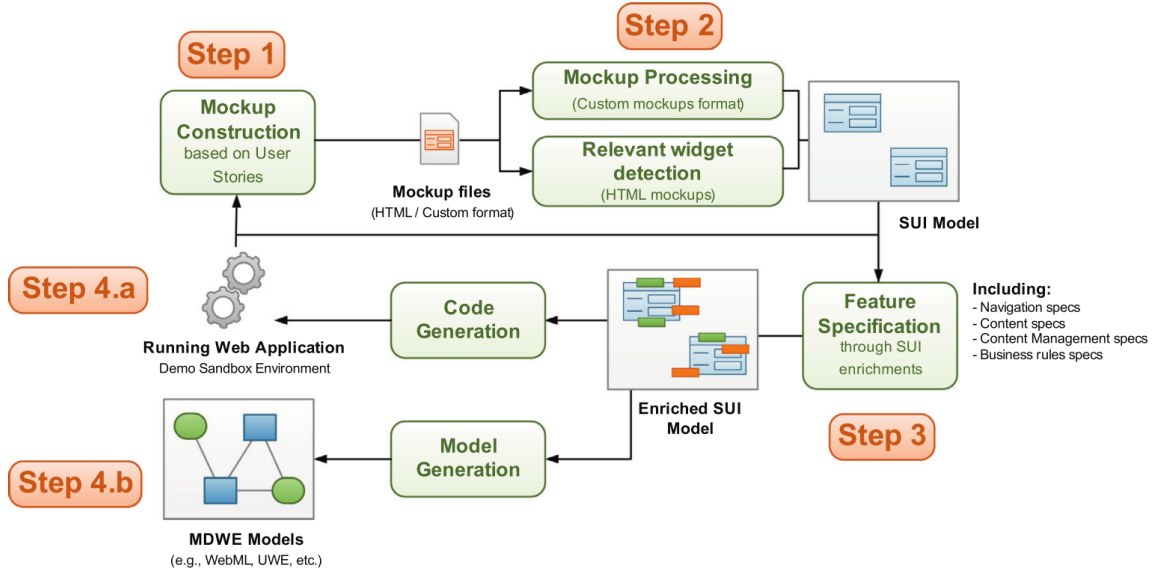 Step 1
Step 2
Mockup
Construction
based on User
Stories
Mockup files
(HTML / Custom format)
Mockup Processing
(Custom mockups format)
Relevant widget
detection
(HTML mockups)
SUI Model
Step 4.a
Running Web Application
Demo Sandbox Environment
Code
Generation
Enriched SUI
Model
Feature
Specification
through SUI
enrichments
Including:
- Navigation specs
- Content specs
- Content Management specs
- Business rules specs
Step 3
Step 4.b
Model
Generation
MDWE Models
(e.g., WebML, UWE, etc.)